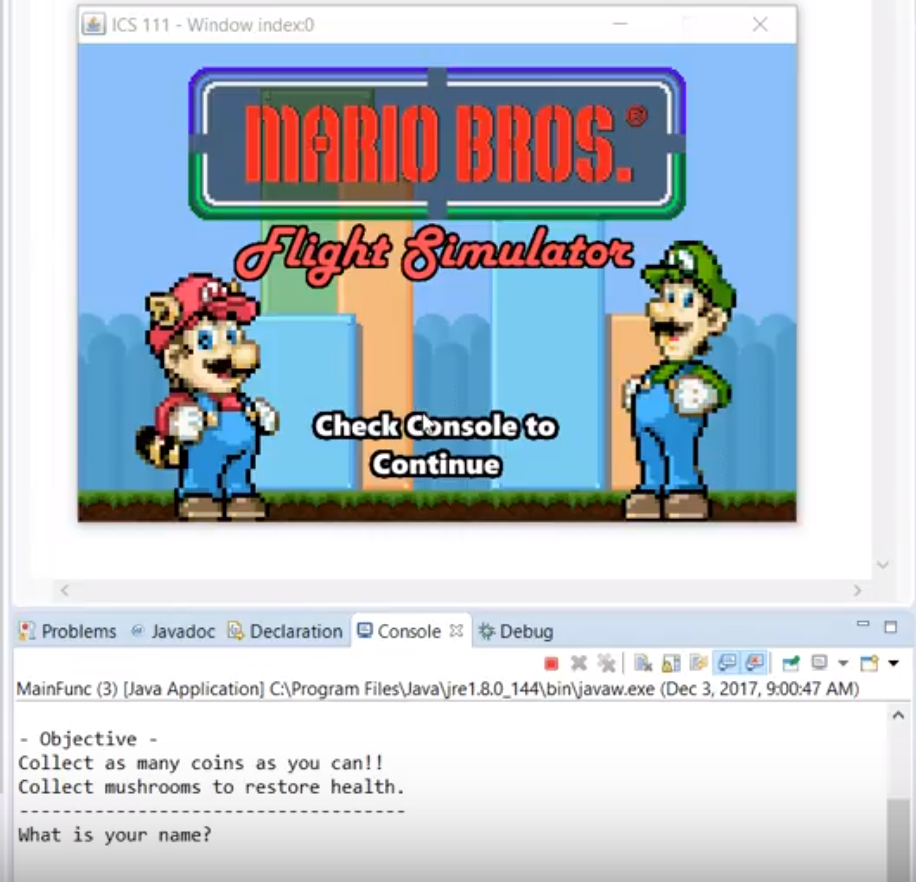 ICS 111 - Window index:0
MARIO BROS.®
Flight Simulator
Check Console to
Continue
Problems Javadoc Declaration Console Debug
MainFunc (3) [Java Application] C:\Program Files\Java\jre1.8.0_144\bin\javaw.exe (Dec 3, 2017, 9:00:47 AM)
- Objective -
Collect as many coins as you can!!
Collect mushrooms to restore health.
------------------------------------
What is your name?